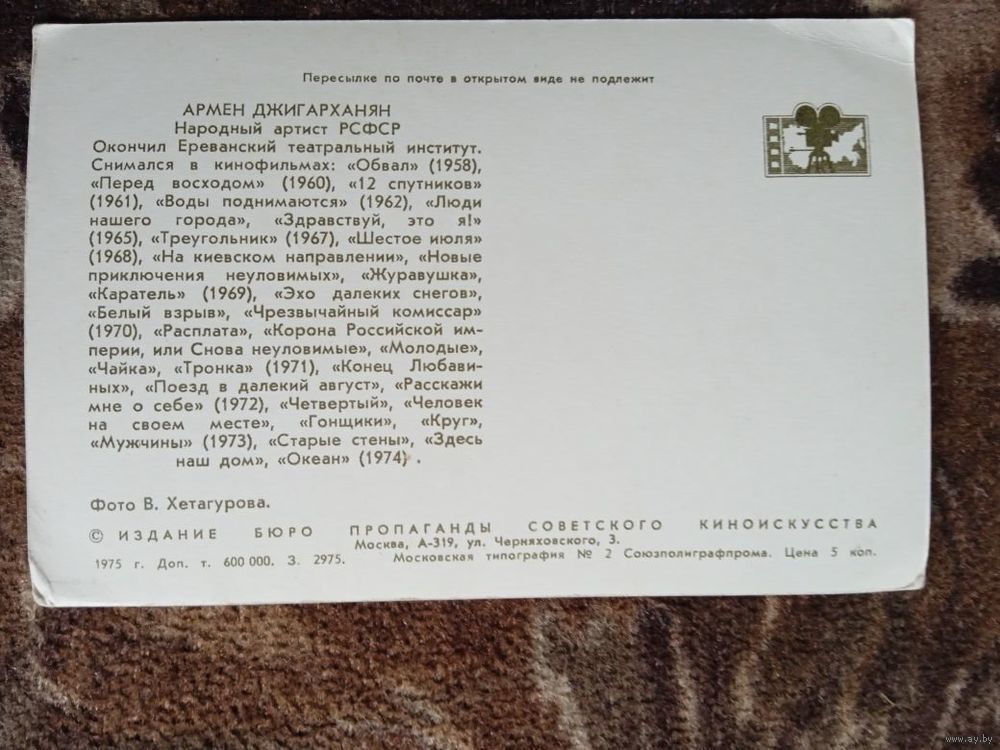 Пересылке по почте в открытом виде не подлежит
АРМЕН ДЖИГАРХАНЯН
Народный артист РСФСР
Окончил Ереванский театральный институт.
Снимался в кинофильмах: «Обвал» (1958),
«Перед восходом» (1960), «12 спутников»
(1961), «Воды поднимаются» (1962), «Люди
нашего города», «Здравствуй, это я!»
(1965), «Треугольник» (1967), «Шестое июля»
(1968), «На киевском направлении», «Новые
приключения неуловимых», «Журавушка»,
«Каратель» (1969), «Эхо далеких снегов»,
«Белый взрыв», «Чрезвычайный комиссар»
(1970), «Расплата», «Корона Российской им-
перии, или Снова неуловимые», «Молодые»,
«Чайка», «Тронка» (1971), «Конец Любави-
ных», «Поезд в далекий август», «Расскажи
мне о себе» (1972), «Четвертый», «Человек
на своем месте», «Гонщики», «Круг»,
«Мужчины» (1973), «Старые стены», «Здесь
наш дом», «Океан» (1974) .
Фото В. Хетагурова.
© ИЗДАНИЕ БЮРО ПРОПАГАНДЫ СОВЕТСКОГО КИНОИСКУССТВА
Москва, А-319, ул. Черняховского, 3.
1975 г. Доп. т. 600 000. З. 2975. Московская типография № 2 Союзполиграфпрома. Цена 5 коп.
www.ay.by